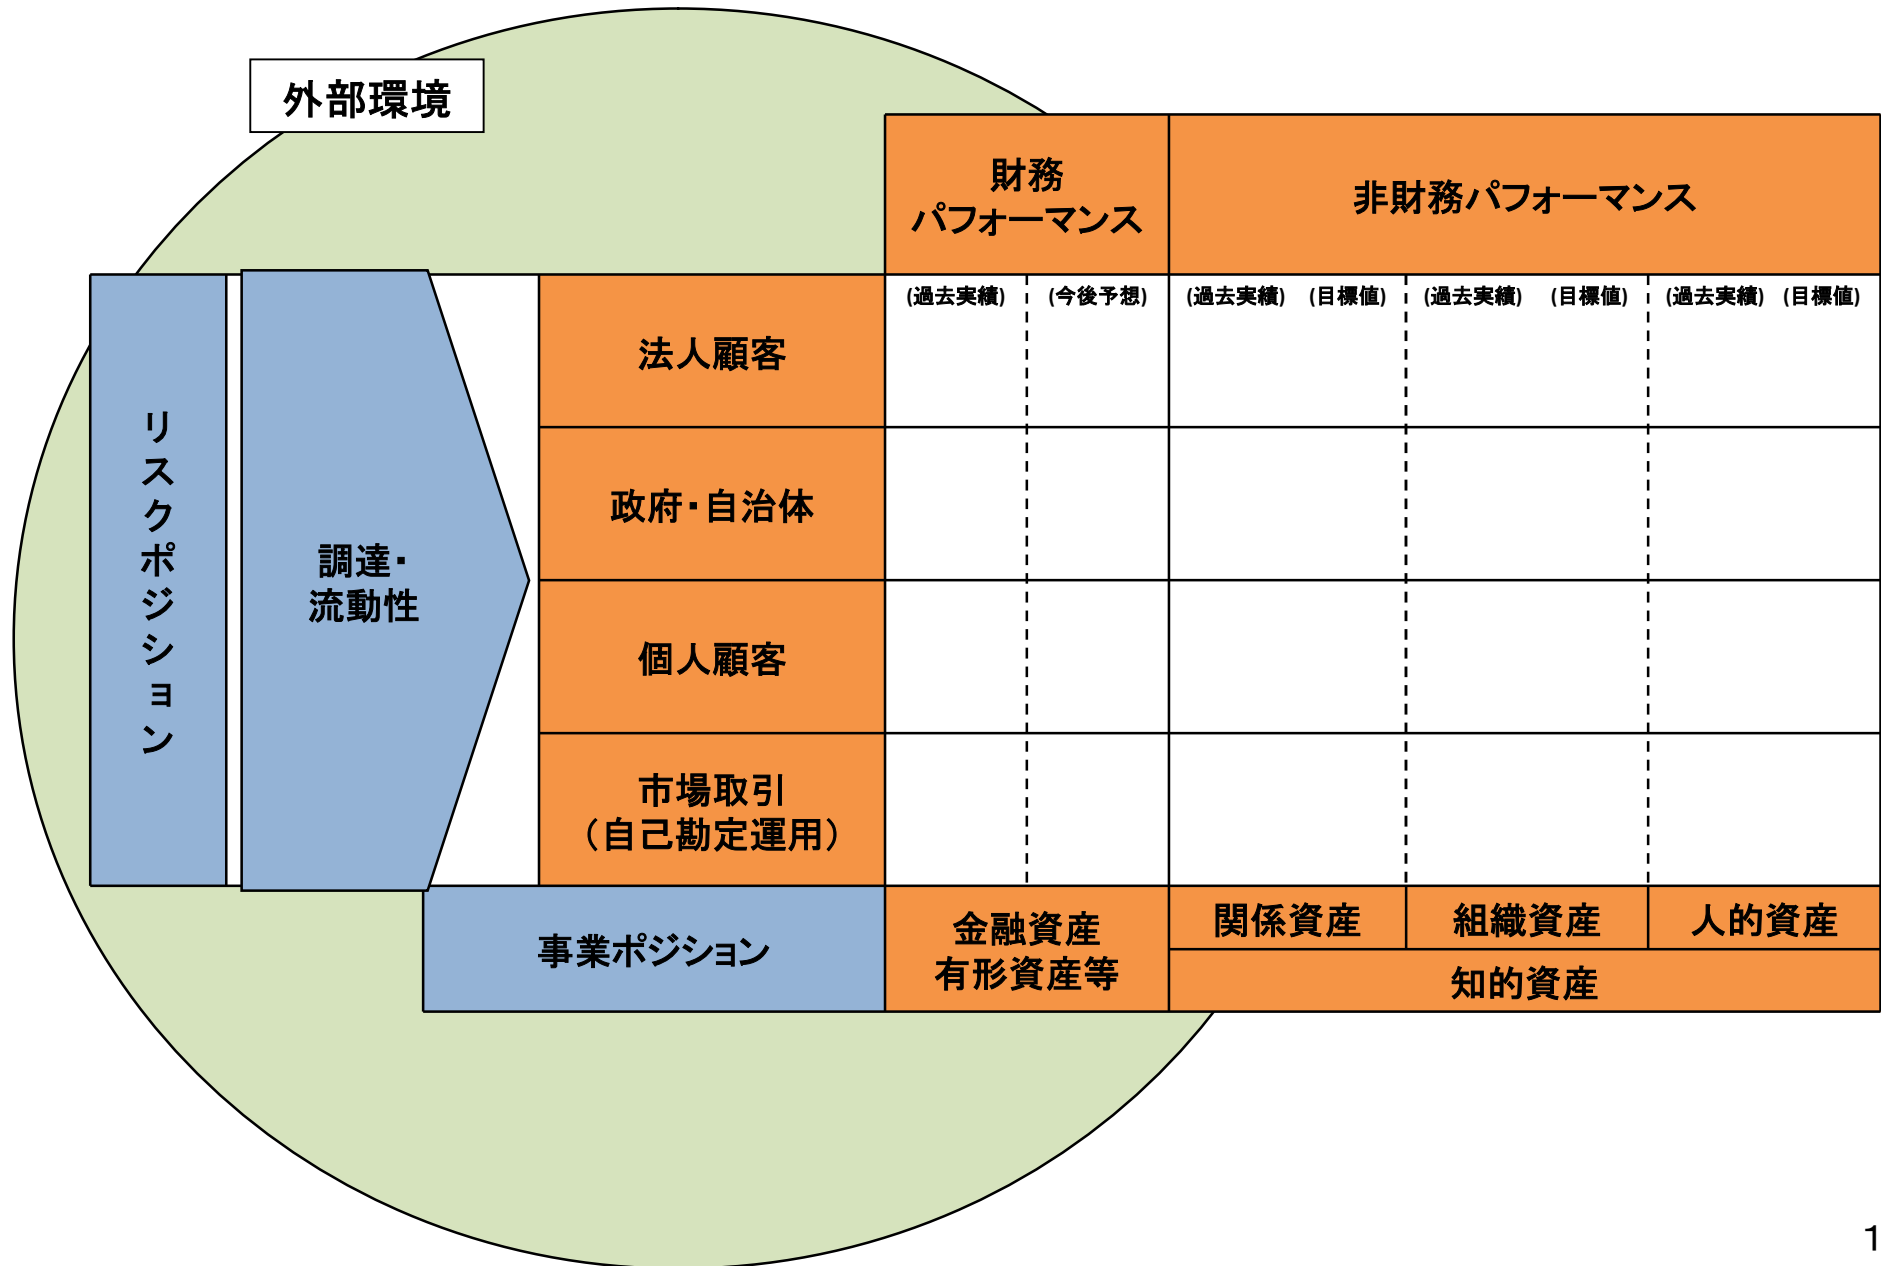 外部環境
財務
パフォーマンス
非財務パフォーマンス
(過去実績) (今後予想) (過去実績) (目標値) (過去実績) (目標値) (過去実績) (目標値)
リスクポジション
調達・
流動性
法人顧客
政府・自治体
個人顧客
市場取引
（自己勘定運用）
事業ポジション
金融資産
有形資産等
関係資産
組織資産
人的資産
知的資産
1